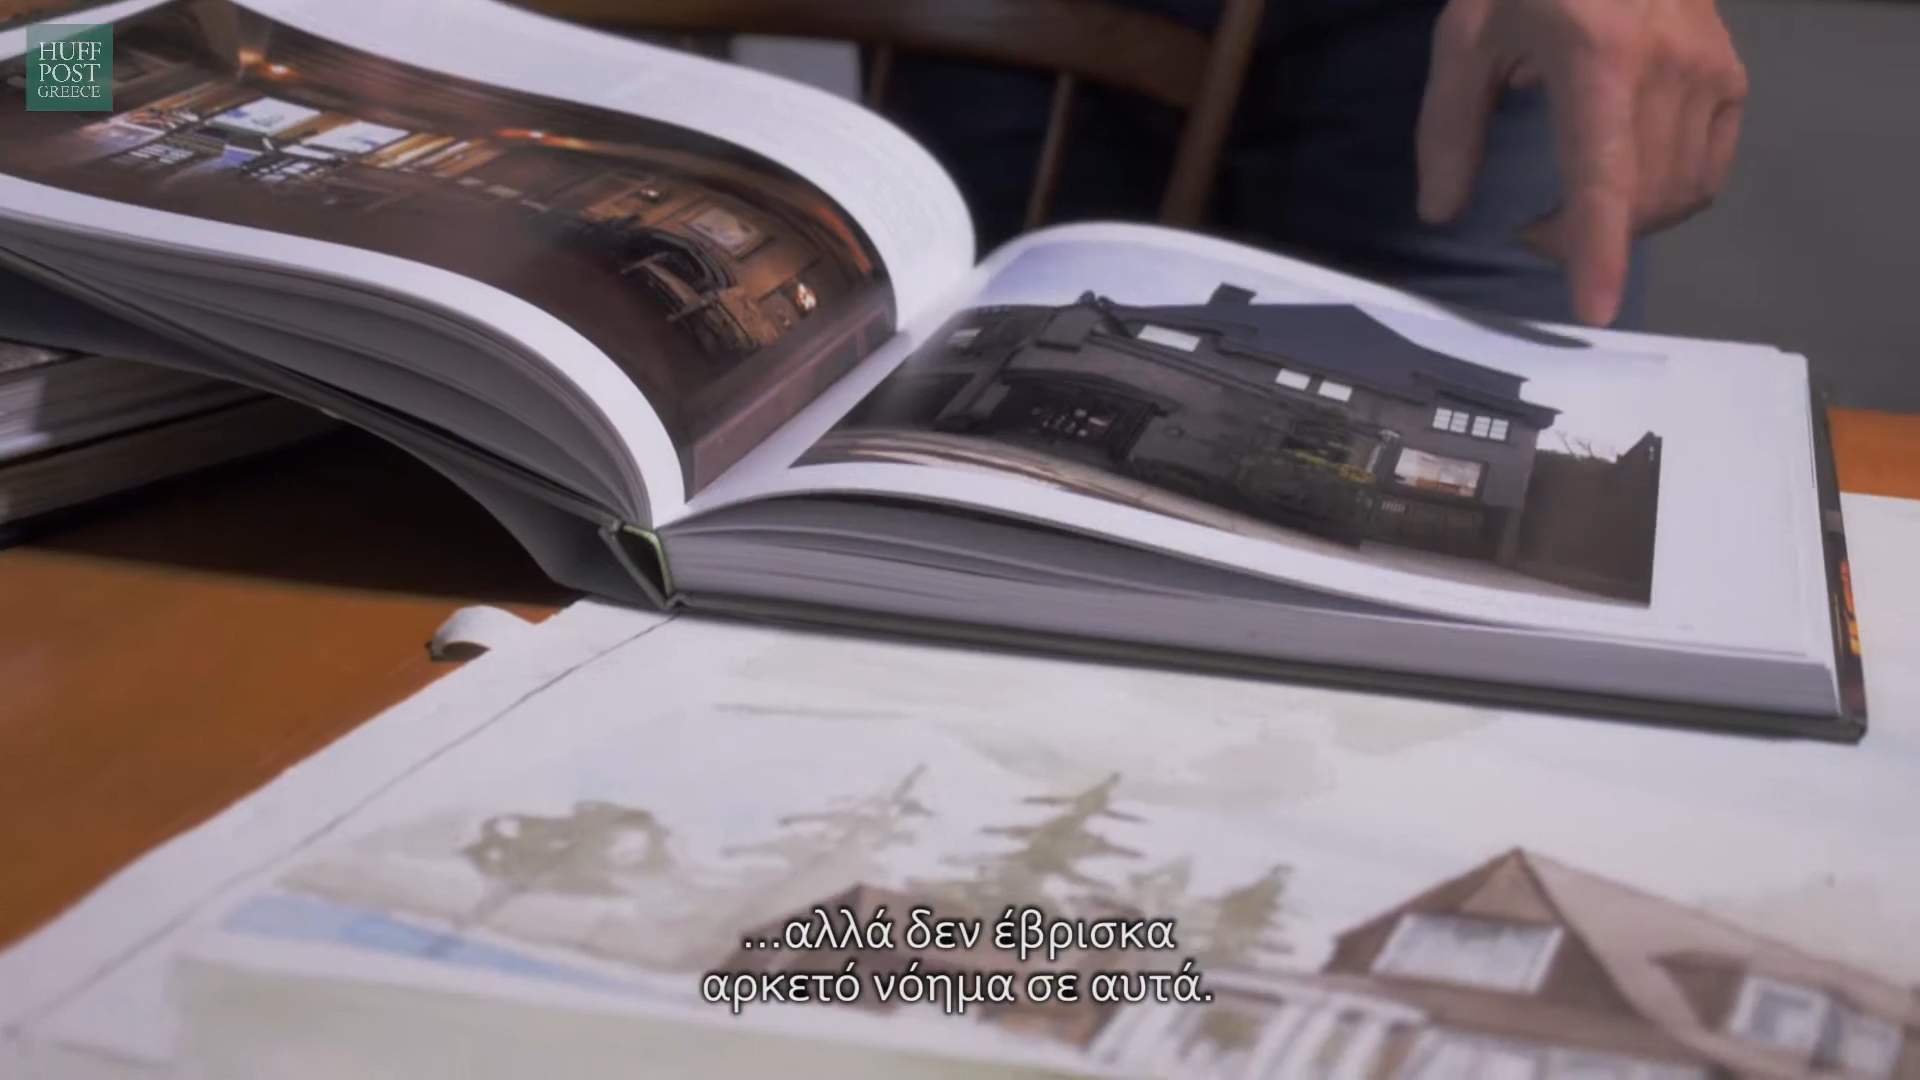 HUFF
POST
GREECE
...αλλά δεν έβρισκα
αρκετό νόημα σε αυτά.